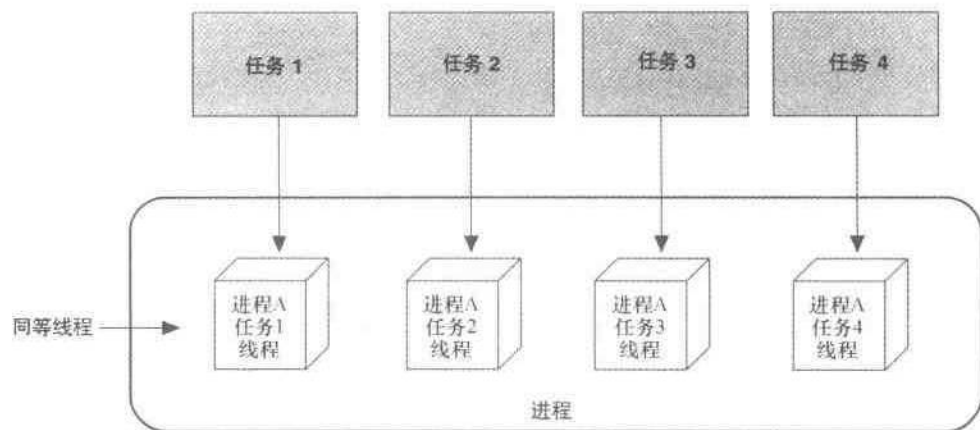 任务 1
任务 2
任务 3
任务 4
同等线程
进程A
任务1
线程
进程A
任务2
线程
进程A
任务3
线程
进程A
任务4
线程
进程